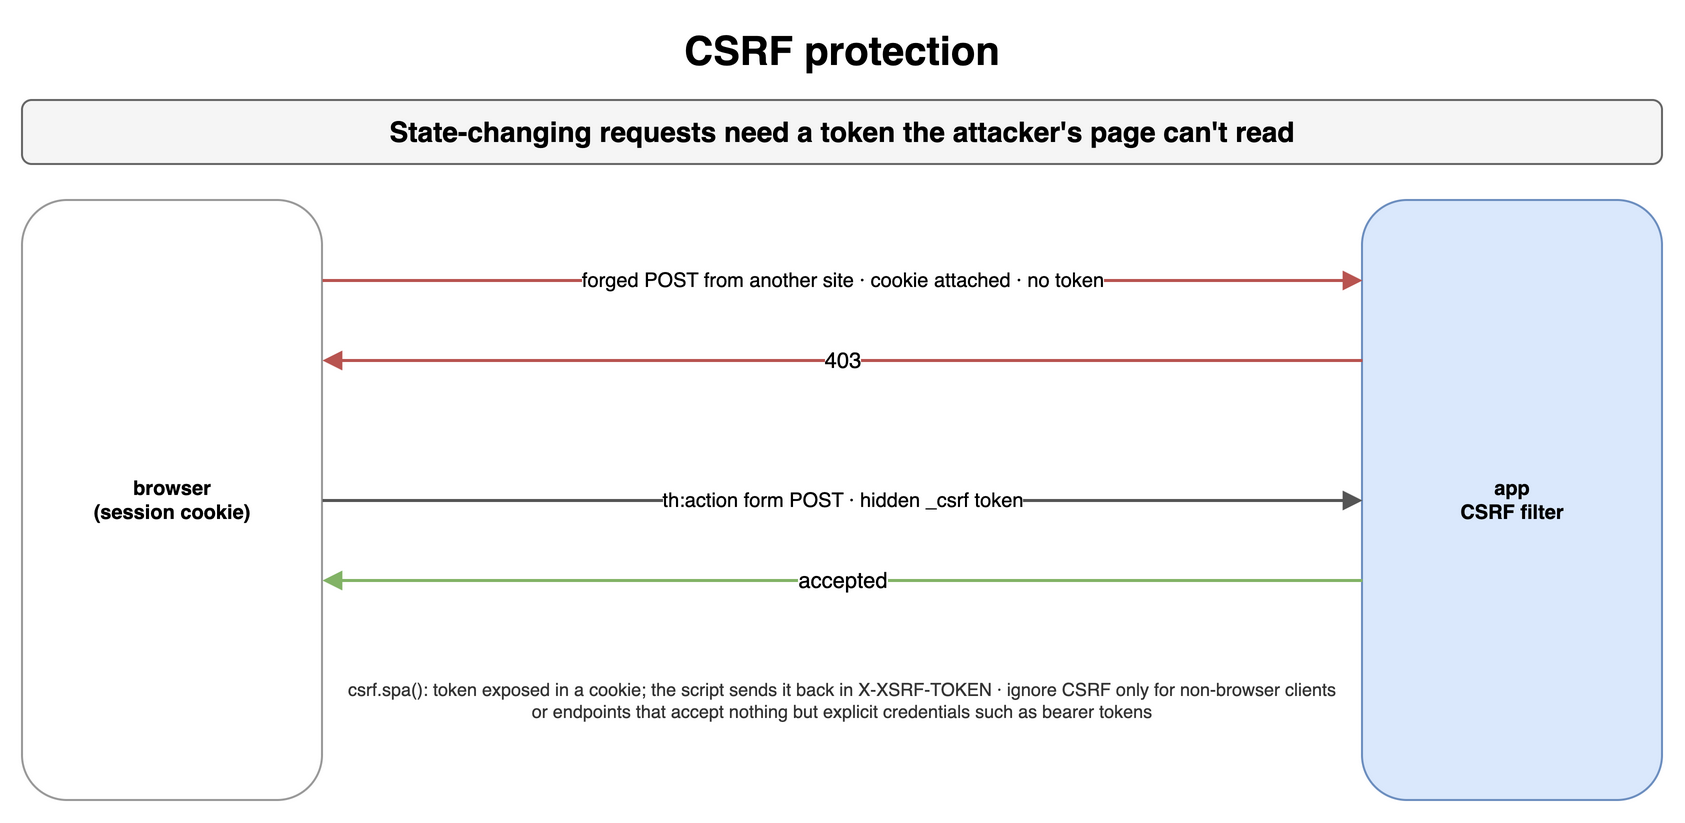 CSRF protection
State-changing requests need a token the attacker's page can't read
forged POST from another site · cookie attached · no token
403
browser
(session cookie)
th:action form POST · hidden _csrf token
app
CSRF filter
accepted
csrf.spa(): token exposed in a cookie; the script sends it back in X-XSRF-TOKEN · ignore CSRF only for non-browser clients
or endpoints that accept nothing but explicit credentials such as bearer tokens